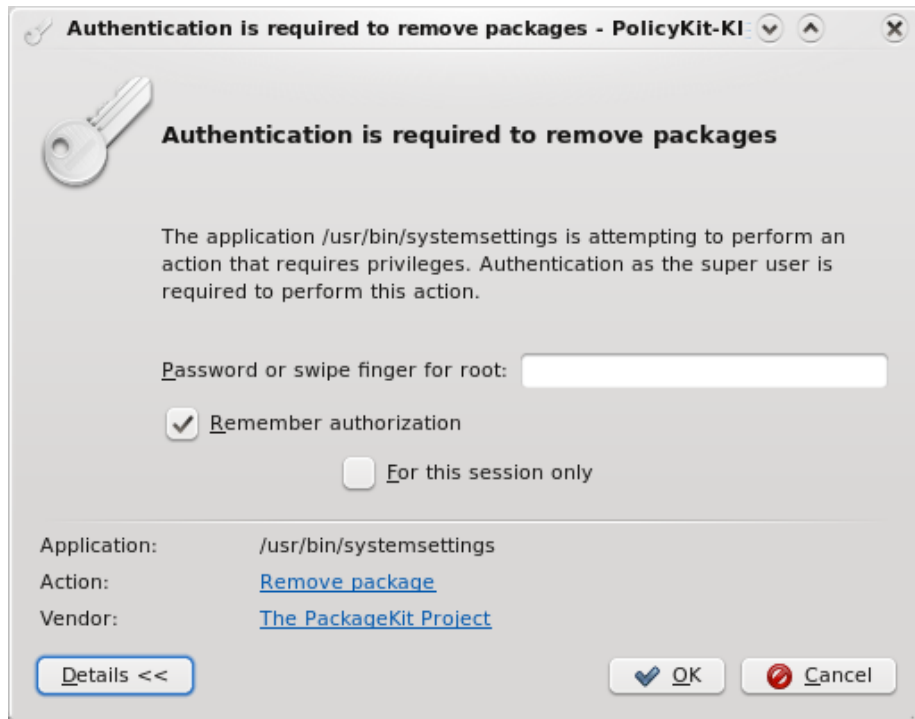 Authentication is required to remove packages - PolicyKit-KI
Authentication is required to remove packages
The application /usr/bin/systemsettings is attempting to perform an
action that requires privileges. Authentication as the super user is
required to perform this action.
Password or swipe finger for root:
Remember authorization
For this session only
Application: /usr/bin/systemsettings
Action: Remove package
Vendor: The PackageKit Project
Details << OK Cancel